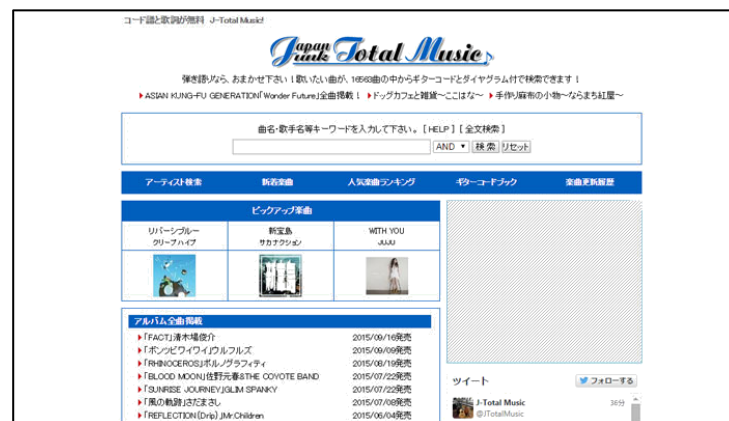 コード譜と歌詞が無料 J-Total Music!
Japan Junk Total Music
弾き語りなら、おまかせ下さい！歌いたい曲が、16563曲の中からギターコードとダイヤグラム付で検索できます！
ASIAN KUNG-FU GENERATION「Wonder Future」全曲掲載！ ドッグカフェと雑貨～ここはな～ 手作り麻布の小物～ならまち紅屋～
曲名・歌手名等キーワードを入力して下さい。 [HELP] [全文検索]
AND 検索 リセット
アーティスト検索 新着楽曲 人気楽曲ランキング ギターコードブック 楽曲更新履歴
ピックアップ楽曲
リバーシブルー 新宝島 WITH YOU
クリープハイプ サカナクション JUJU
アルバム全曲掲載
「FACT」清木場俊介 2015/09/16発売
「ボンツビワイワイ」ウルフルズ 2015/09/09発売
「RHINOCEROS」ポルノグラフィティ 2015/08/19発売
「BLOOD MOON」佐野元春&THE COYOTE BAND 2015/07/22発売
「SUNRISE JOURNEY」GLIM SPANKY 2015/07/22発売
「風の軌跡」さだまさし 2015/07/08発売
「REFLECTION{Drip}」Mr.Children 2015/06/04発売
ツイート フォローする
J-Total Music 36分
@JTotalMusic